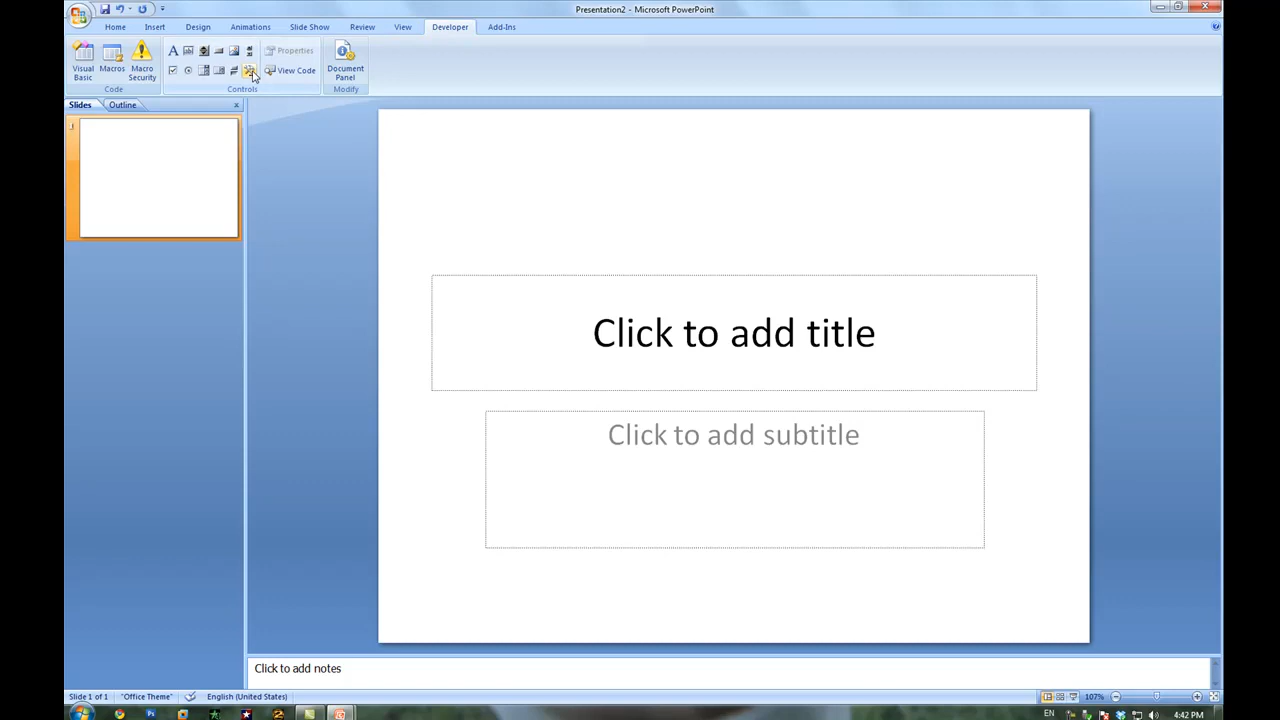 Presentation2 - Microsoft PowerPoint
Home Insert Design Animations Slide Show Review View Developer Add-Ins
Visual Basic
Macros
Macro Security
Code
A
Properties
View Code
Controls
Document Panel
Modify
Slides Outline
1
Click to add title
Click to add subtitle
Click to add notes
Slide 1 of 1 "Office Theme" English (United States) 107%
EN 4:42 PM